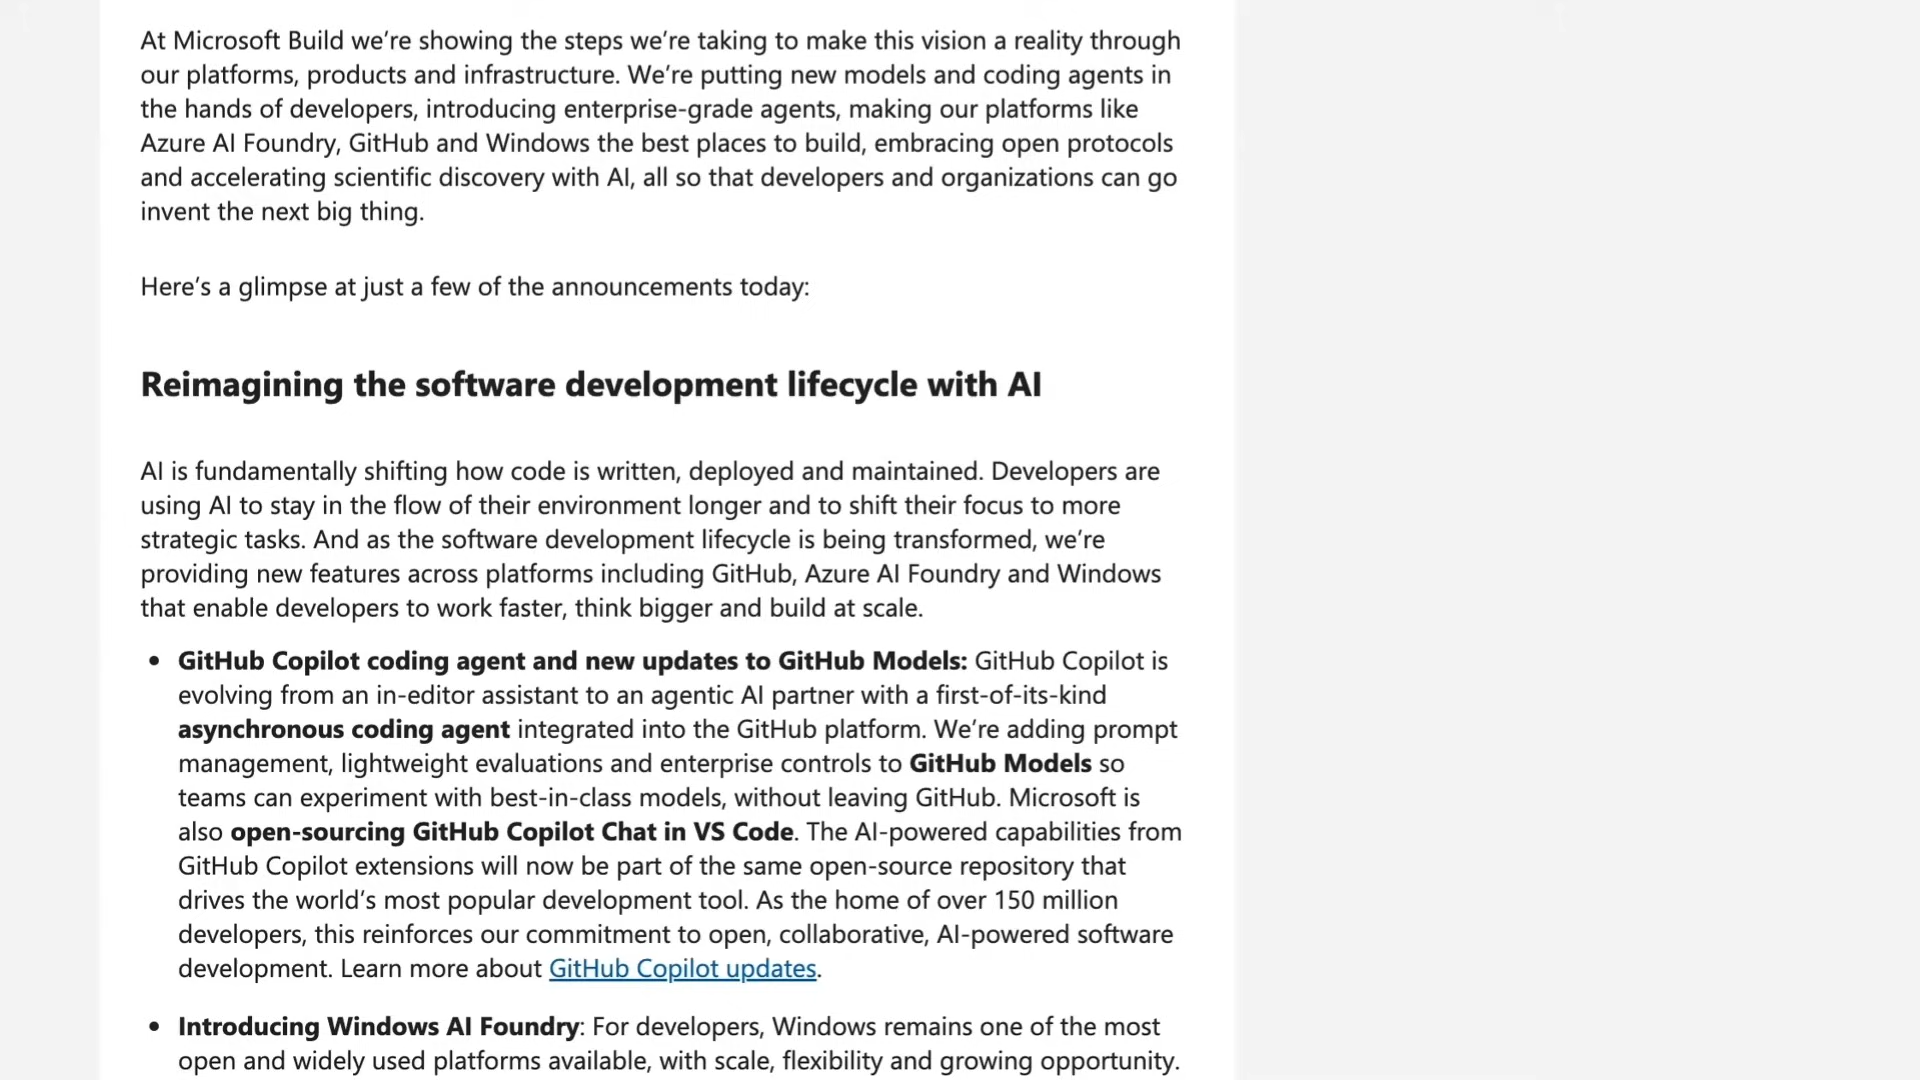 At Microsoft Build we’re showing the steps we’re taking to make this vision a reality through
our platforms, products and infrastructure. We’re putting new models and coding agents in
the hands of developers, introducing enterprise-grade agents, making our platforms like
Azure AI Foundry, GitHub and Windows the best places to build, embracing open protocols
and accelerating scientific discovery with AI, all so that developers and organizations can go
invent the next big thing.
Here’s a glimpse at just a few of the announcements today:
Reimagining the software development lifecycle with AI
AI is fundamentally shifting how code is written, deployed and maintained. Developers are
using AI to stay in the flow of their environment longer and to shift their focus to more
strategic tasks. And as the software development lifecycle is being transformed, we’re
providing new features across platforms including GitHub, Azure AI Foundry and Windows
that enable developers to work faster, think bigger and build at scale.
• GitHub Copilot coding agent and new updates to GitHub Models: GitHub Copilot is
evolving from an in-editor assistant to an agentic AI partner with a first-of-its-kind
asynchronous coding agent integrated into the GitHub platform. We’re adding prompt
management, lightweight evaluations and enterprise controls to GitHub Models so
teams can experiment with best-in-class models, without leaving GitHub. Microsoft is
also open-sourcing GitHub Copilot Chat in VS Code. The AI-powered capabilities from
GitHub Copilot extensions will now be part of the same open-source repository that
drives the world’s most popular development tool. As the home of over 150 million
developers, this reinforces our commitment to open, collaborative, AI-powered software
development. Learn more about GitHub Copilot updates.
• Introducing Windows AI Foundry: For developers, Windows remains one of the most
open and widely used platforms available, with scale, flexibility and growing opportunity.